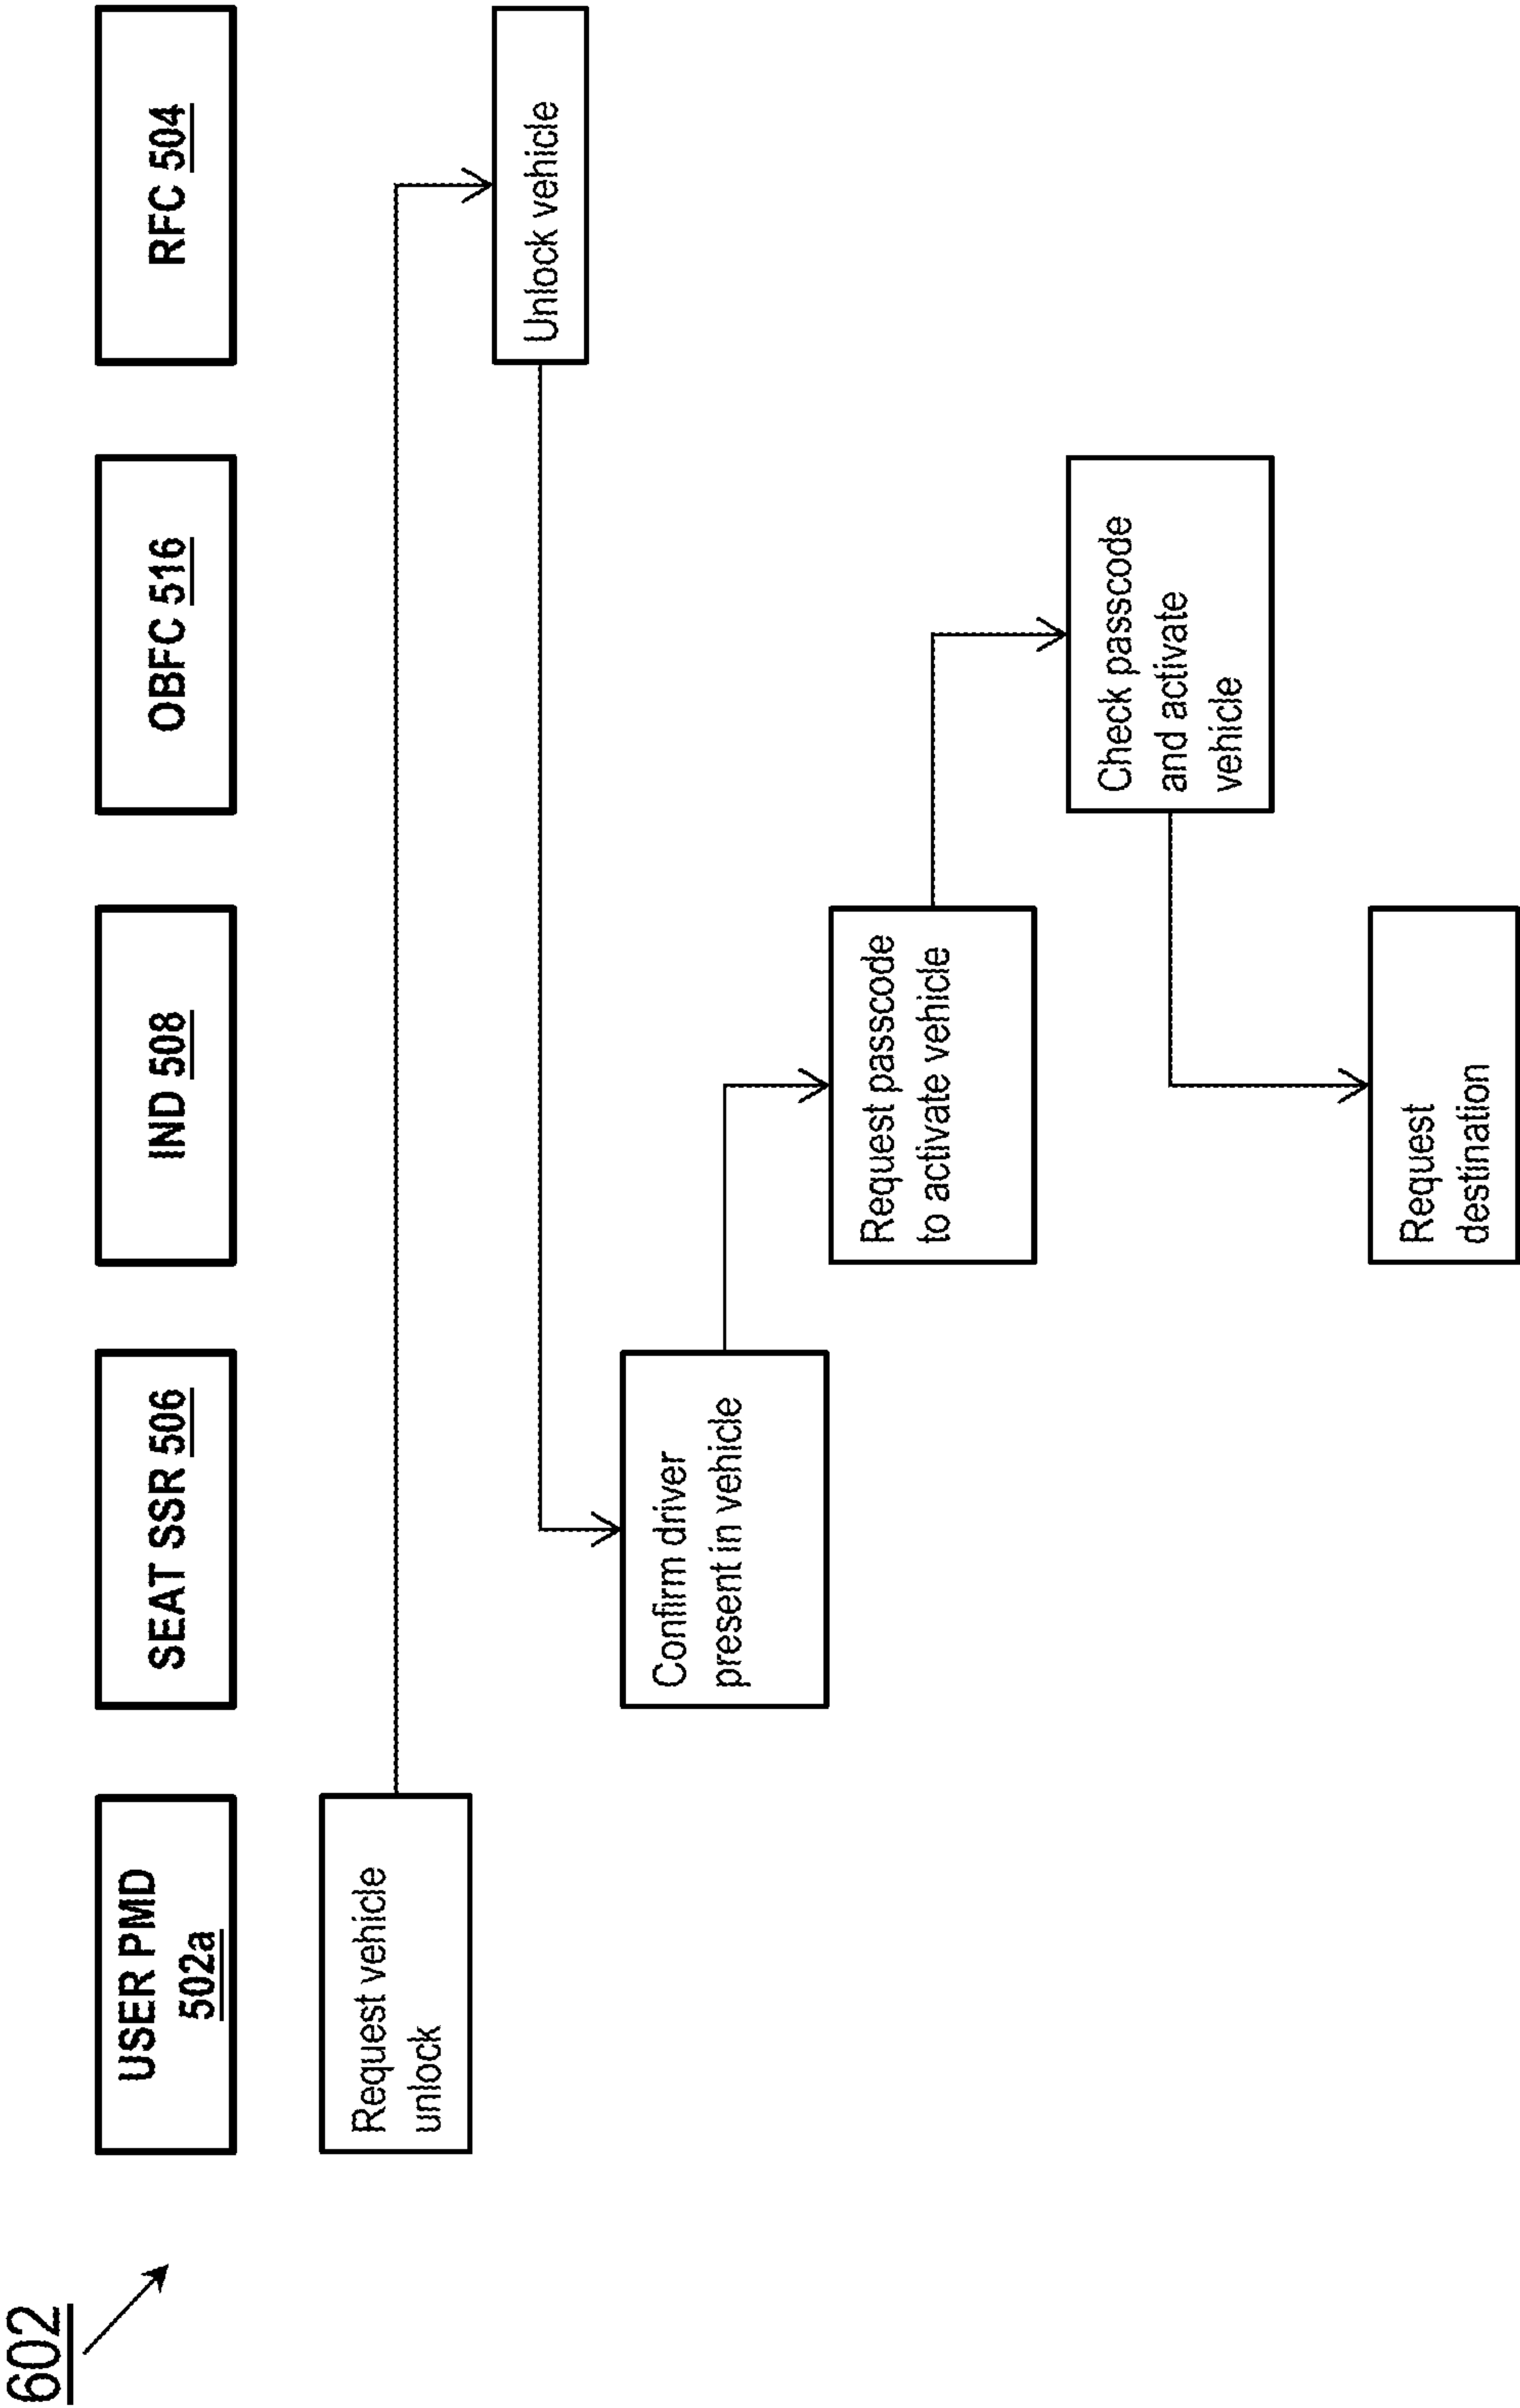 602
USER PMD
502a
SEAT SSR 506
IND 508
OBFC 516
RFC 504
Request vehicle
unlock
Unlock vehicle
Confirm driver
present in vehicle
Request passcode
to activate vehicle
Check passcode
and activate
vehicle
Request
destination